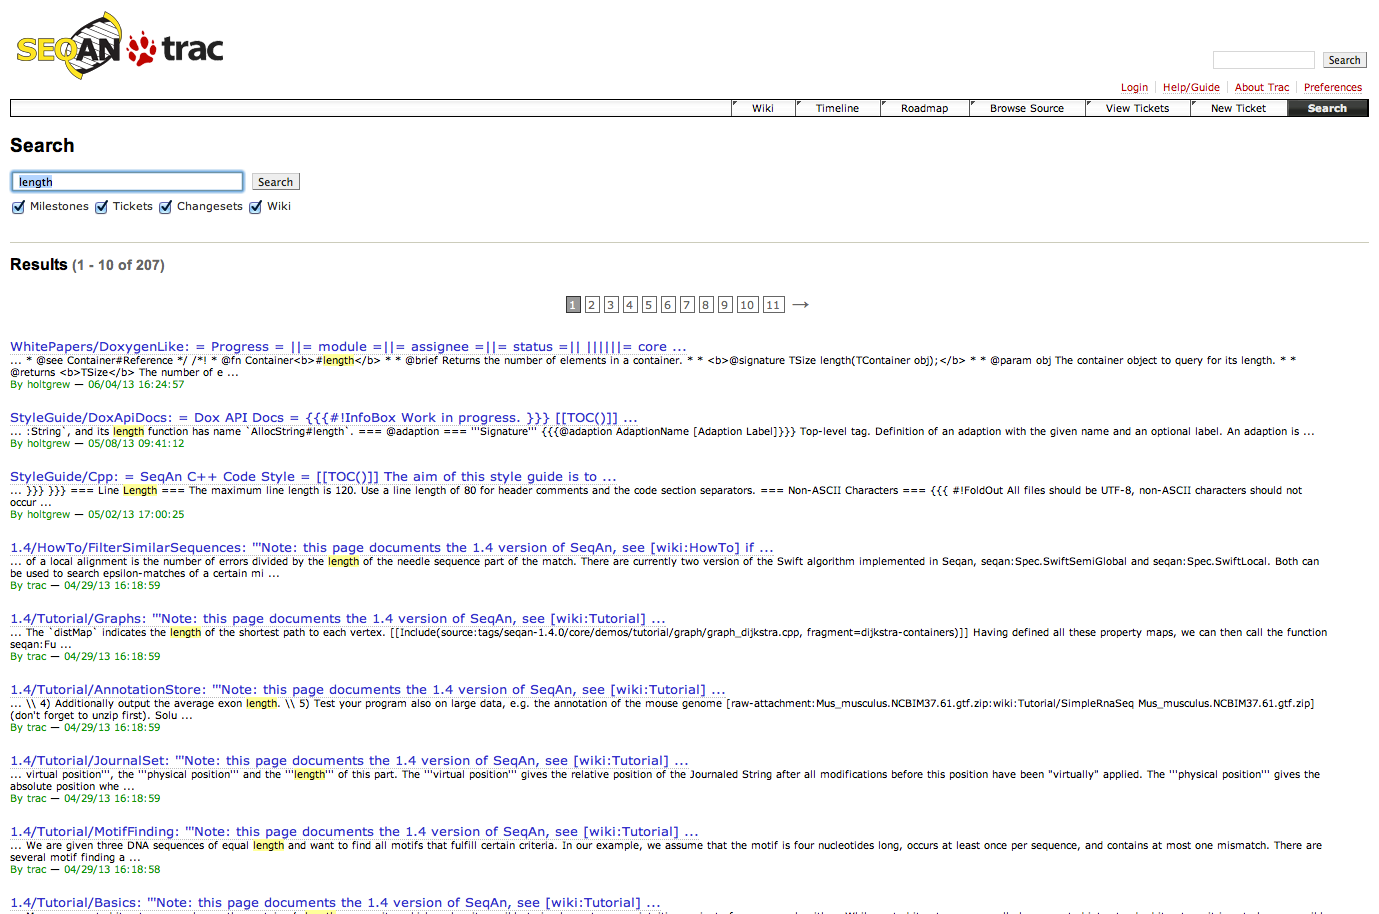 SEQAN trac
Search
Login Help/Guide About Trac Preferences
Wiki Timeline Roadmap Browse Source View Tickets New Ticket Search
Search
length Search
Milestones Tickets Changesets Wiki
Results (1 - 10 of 207)
1 2 3 4 5 6 7 8 9 10 11 →
WhitePapers/DoxygenLike: = Progress = ||= module =||= assignee =||= status =|| ||||||= core ...
... * @see Container#Reference */ /*! * @fn Container<b>#length</b> * * @brief Returns the number of elements in a container. * * <b>@signature TSize length(TContainer obj);</b> * * @param obj The container object to query for its length. * *
@returns <b>TSize</b> The number of e ...
By holtgrew — 06/04/13 16:24:57
StyleGuide/DoxApiDocs: = Dox API Docs = {{{#!InfoBox Work in progress. }}} [[TOC()]] ...
... :String`, and its length function has name `AllocString#length`. === @adaption === '''Signature''' {{{@adaption AdaptionName [Adaption Label]}}} Top-level tag. Definition of an adaption with the given name and an optional label. An adaption is ...
By holtgrew — 05/08/13 09:41:12
StyleGuide/Cpp: = SeqAn C++ Code Style = [[TOC()]] The aim of this style guide is to ...
... }}} }}} === Line Length === The maximum line length is 120. Use a line length of 80 for header comments and the code section separators. === Non-ASCII Characters === {{{ #!FoldOut All files should be UTF-8, non-ASCII characters should not
occur ...
By holtgrew — 05/02/13 17:00:25
1.4/HowTo/FilterSimilarSequences: '''Note: this page documents the 1.4 version of SeqAn, see [wiki:HowTo] if ...
... of a local alignment is the number of errors divided by the length of the needle sequence part of the match. There are currently two version of the Swift algorithm implemented in Seqan, seqan:Spec.SwiftSemiGlobal and seqan:Spec.SwiftLocal. Both can
be used to search epsilon-matches of a certain mi ...
By trac — 04/29/13 16:18:59
1.4/Tutorial/Graphs: '''Note: this page documents the 1.4 version of SeqAn, see [wiki:Tutorial] ...
... The `distMap` indicates the length of the shortest path to each vertex. [[Include(source:tags/seqan-1.4.0/core/demos/tutorial/graph/graph_dijkstra.cpp, fragment=dijkstra-containers)]] Having defined all these property maps, we can then call the function
seqan:Fu ...
By trac — 04/29/13 16:18:59
1.4/Tutorial/AnnotationStore: '''Note: this page documents the 1.4 version of SeqAn, see [wiki:Tutorial] ...
... \\ 4) Additionally output the average exon length. \\ 5) Test your program also on large data, e.g. the annotation of the mouse genome [raw-attachment:Mus_musculus.NCBIM37.61.gtf.zip:wiki:Tutorial/SimpleRnaSeq Mus_musculus.NCBIM37.61.gtf.zip]
(don't forget to unzip first). Solu ...
By trac — 04/29/13 16:18:59
1.4/Tutorial/JournalSet: '''Note: this page documents the 1.4 version of SeqAn, see [wiki:Tutorial] ...
... virtual position''', the '''physical position''' and the '''length''' of this part. The '''virtual position''' gives the relative position of the Journaled String after all modifications before this position have been "virtually" applied. The '''physical position''' gives the
absolute position whe ...
By trac — 04/29/13 16:18:59
1.4/Tutorial/MotifFinding: '''Note: this page documents the 1.4 version of SeqAn, see [wiki:Tutorial] ...
... We are given three DNA sequences of equal length and want to find all motifs that fulfill certain criteria. In our example, we assume that the motif is four nucleotides long, occurs at least once per sequence, and contains at most one mismatch. There are
several motif finding a ...
By trac — 04/29/13 16:18:58
1.4/Tutorial/Basics: '''Note: this page documents the 1.4 version of SeqAn, see [wiki:Tutorial] ...